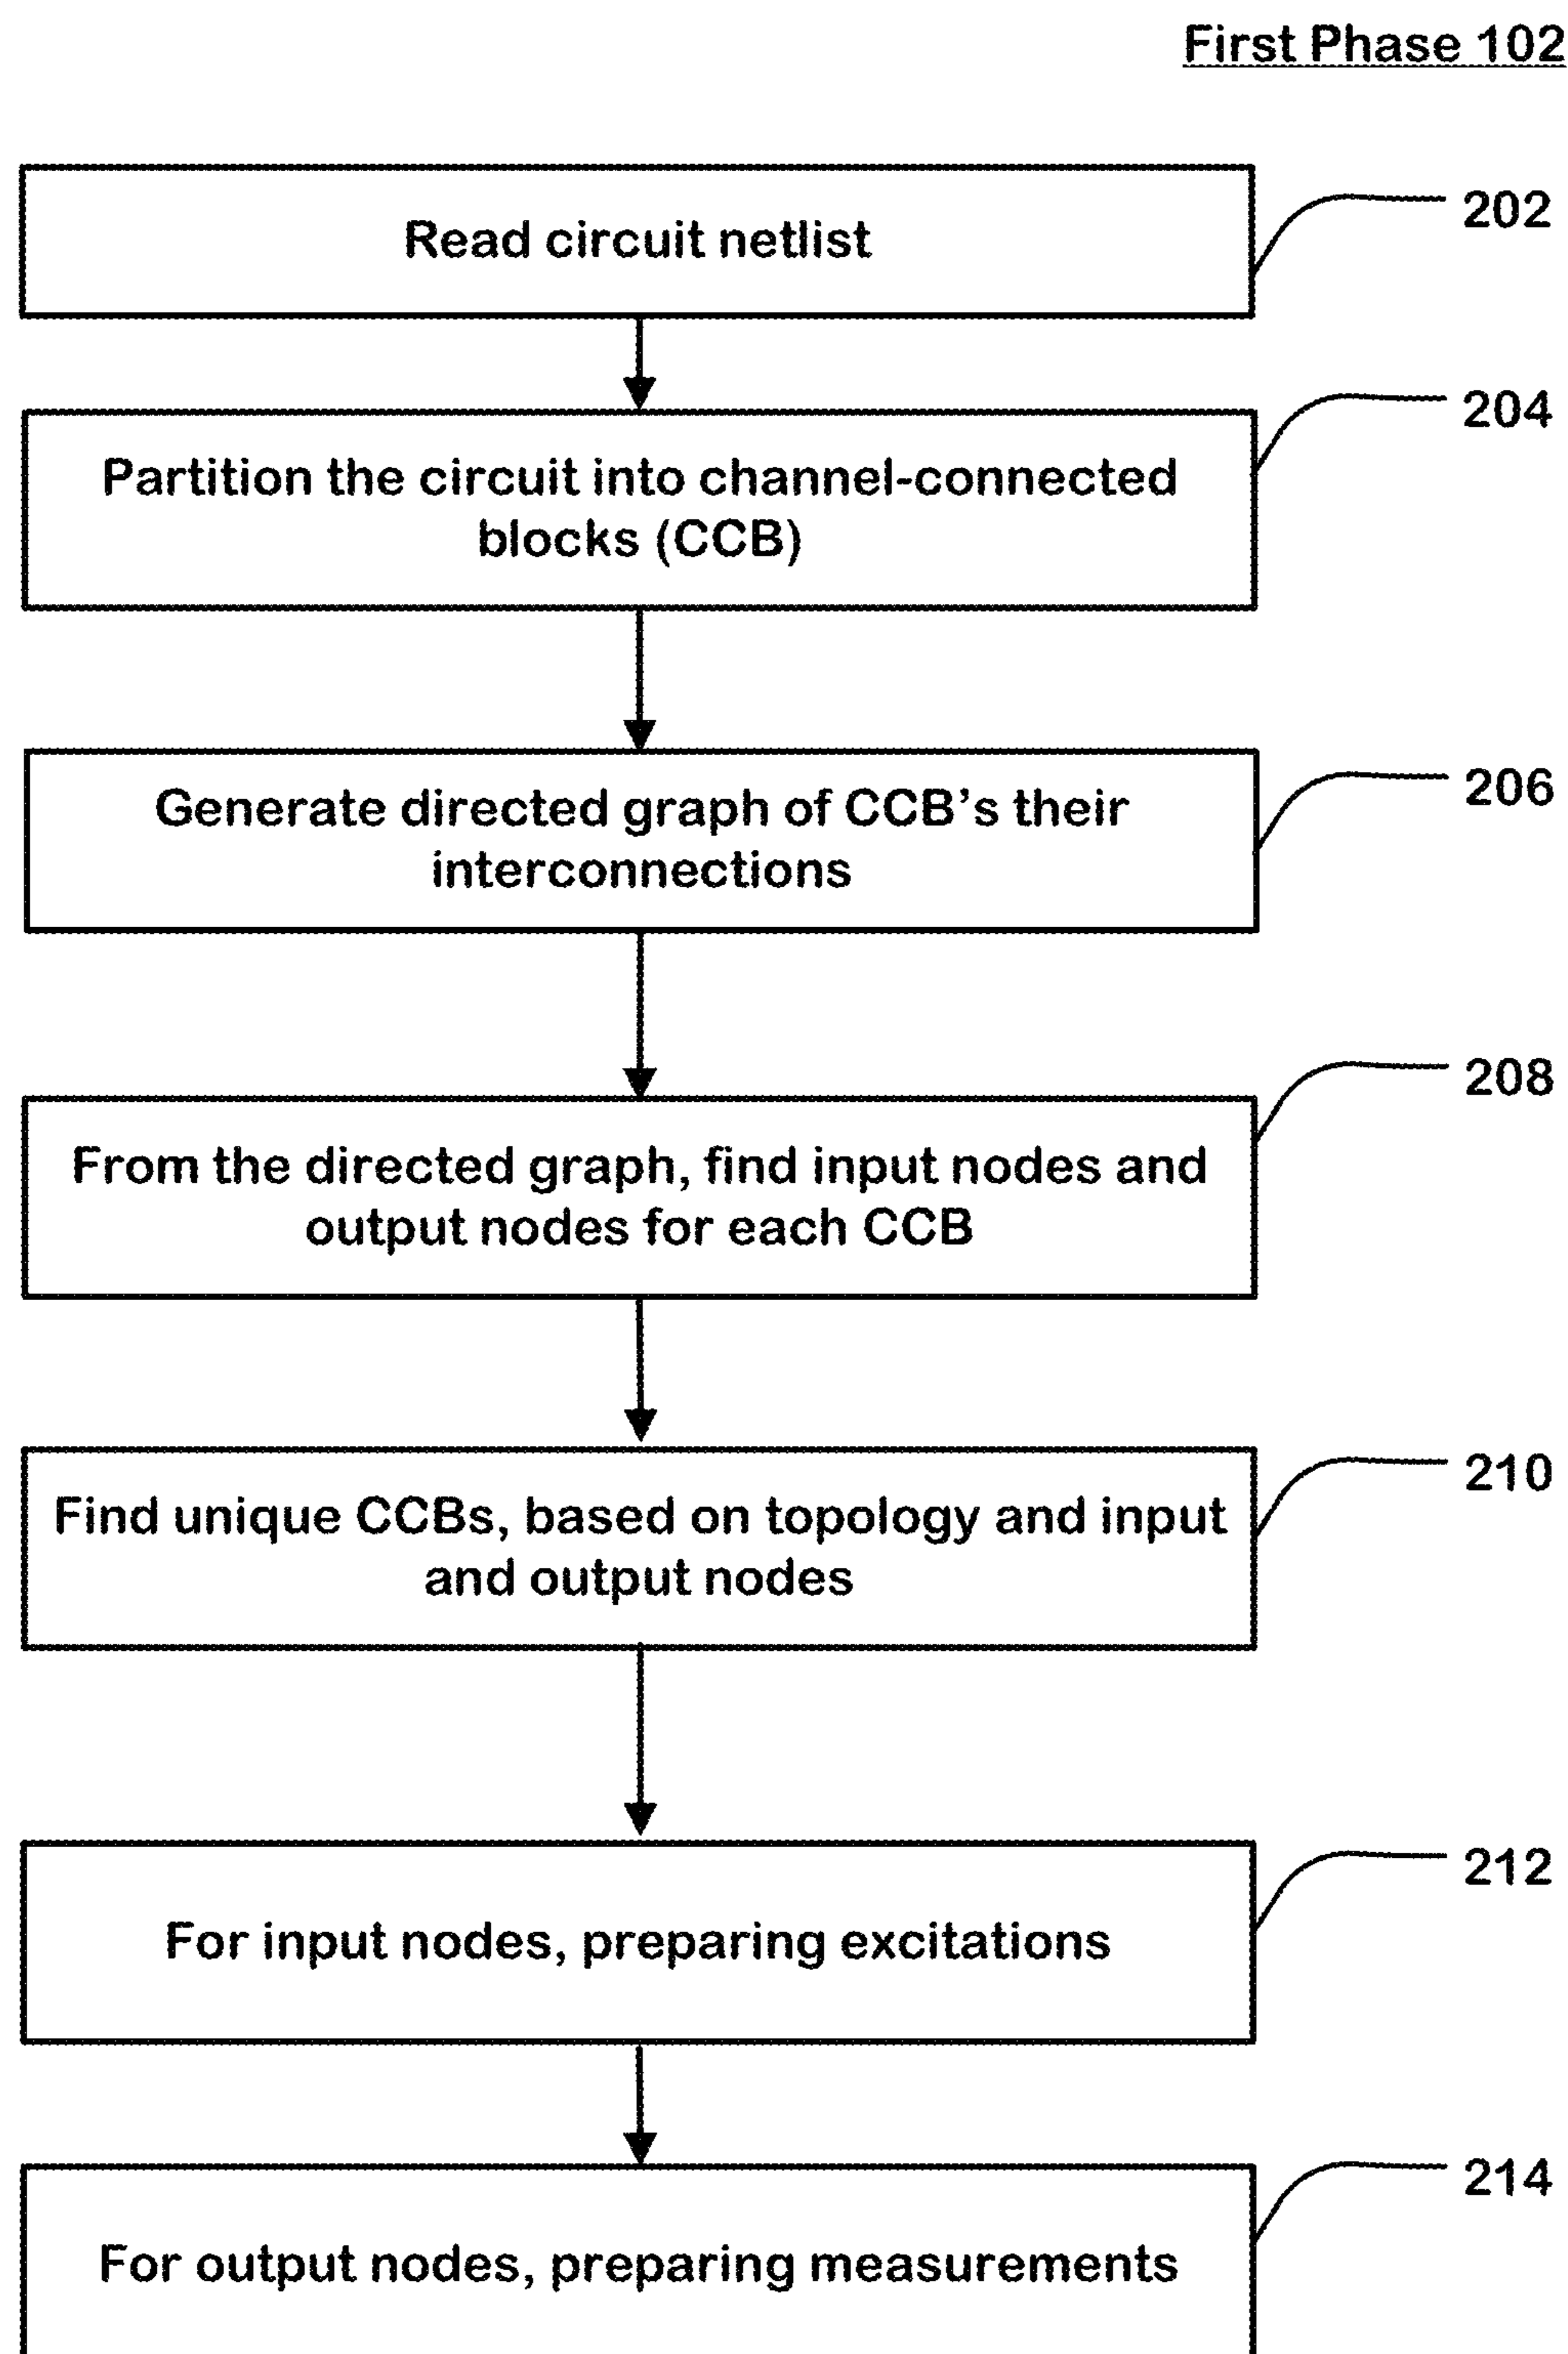 First Phase 102
Read circuit netlist
202
Partition the circuit into channel-connected
blocks (CCB)
204
Generate directed graph of CCB's their
interconnections
206
From the directed graph, find input nodes and
output nodes for each CCB
208
Find unique CCBs, based on topology and input
and output nodes
210
For input nodes, preparing excitations
212
For output nodes, preparing measurements
214